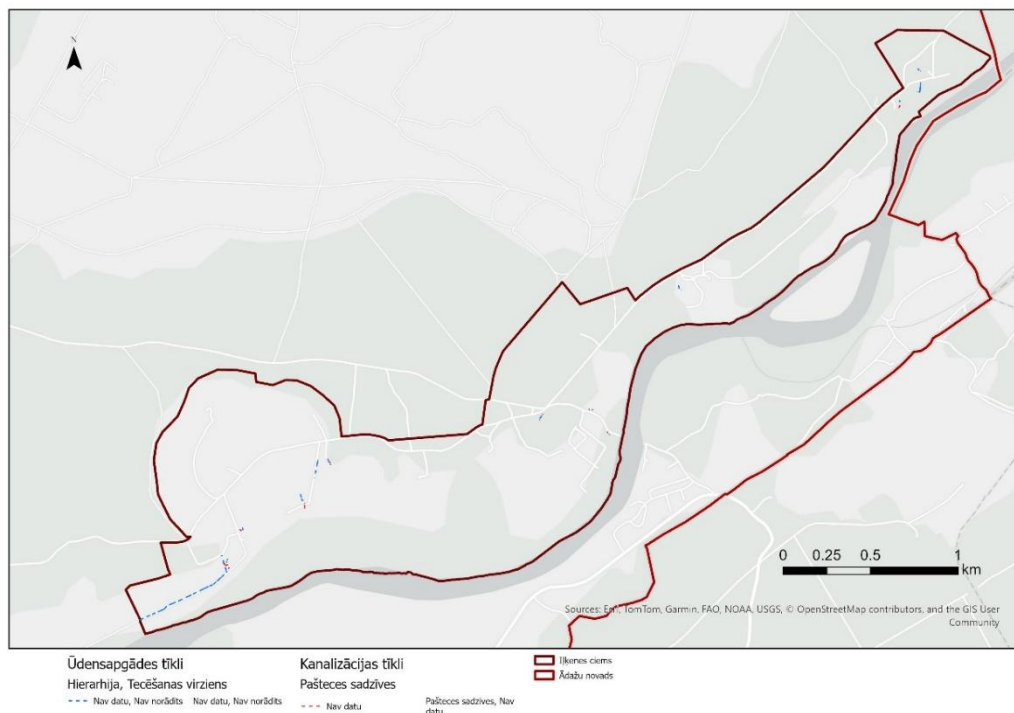 N
0 0.25 0.5 1
km
Sources: Esri, TomTom, Garmin, FAO, NOAA, USGS, © OpenStreetMap contributors, and the GIS User
Community
Ūdensapgādes tīkli
Hierarhija, Tecēšanas virziens
Nav datu, Nav norādīts Nav datu, Nav norādīts
Kanalizācijas tīkli
Pašteces sadzīves
Nav datu
Pašteces sadzīves, Nav
datu
Iļķenes ciems
Ādažu novads